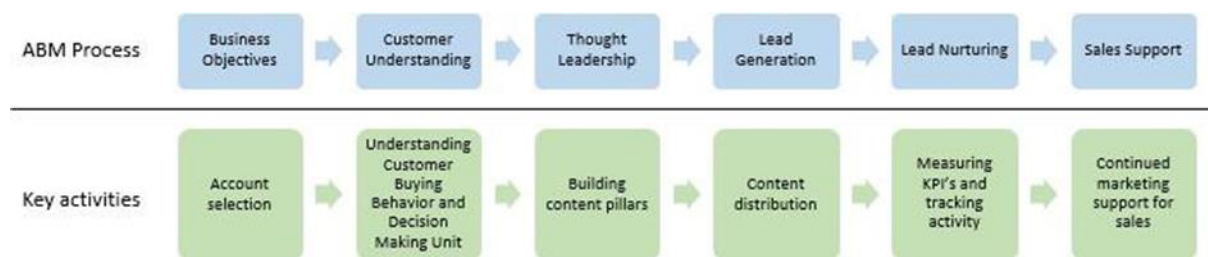 ABM Process
Business
Objectives
Customer
Understanding
Thought
Leadership
Lead
Generation
Lead Nurturing
Sales Support
Key activities
Account
selection
Understanding
Customer
Buying
Behavior and
Decision
Making Unit
Building
content pillars
Content
distribution
Measuring
KPI's and
tracking
activity
Continued
marketing
support for
sales